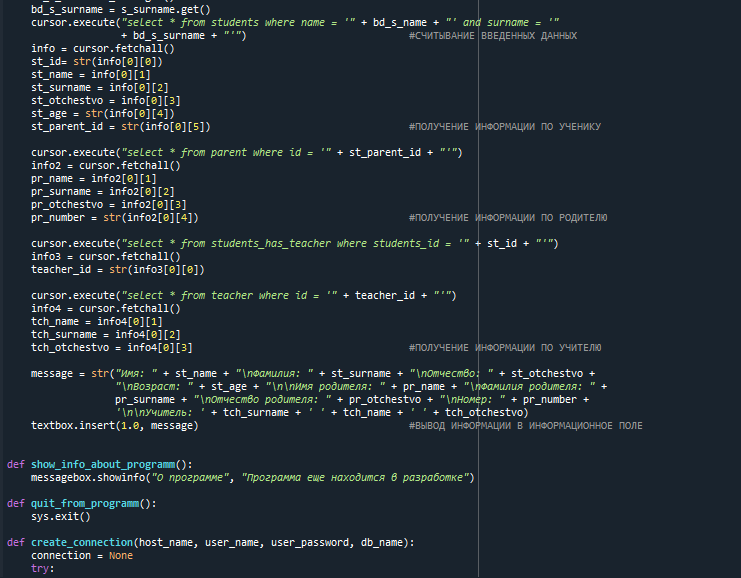 bd_s_surname = s_surname.get()
cursor.execute("select * from students where name = '" + bd_s_name + "' and surname = '"
+ bd_s_surname + "'") #СЧИТЫВАНИЕ ВВЕДЕННЫХ ДАННЫХ
info = cursor.fetchall()
st_id= str(info[0][0])
st_name = info[0][1]
st_surname = info[0][2]
st_otchestvo = info[0][3]
st_age = str(info[0][4])
st_parent_id = str(info[0][5]) #ПОЛУЧЕНИЕ ИНФОРМАЦИИ ПО УЧЕНИКУ
cursor.execute("select * from parent where id = '" + st_parent_id + "'")
info2 = cursor.fetchall()
pr_name = info2[0][1]
pr_surname = info2[0][2]
pr_otchestvo = info2[0][3]
pr_number = str(info2[0][4]) #ПОЛУЧЕНИЕ ИНФОРМАЦИИ ПО РОДИТЕЛЮ
cursor.execute("select * from students_has_teacher where students_id = '" + st_id + "'")
info3 = cursor.fetchall()
teacher_id = str(info3[0][0])
cursor.execute("select * from teacher where id = '" + teacher_id + "'")
info4 = cursor.fetchall()
tch_name = info4[0][1]
tch_surname = info4[0][2]
tch_otchestvo = info4[0][3] #ПОЛУЧЕНИЕ ИНФОРМАЦИИ ПО УЧИТЕЛЮ
message = str("Имя: " + st_name + "\nФамилия: " + st_surname + "\nОтчество: " + st_otchestvo +
"\nВозраст: " + st_age + "\n\nИмя родителя: " + pr_name + "\nФамилия родителя: " +
pr_surname + "\nОтчество родителя: " + pr_otchestvo + "\nНомер: " + pr_number +
'\n\nУчитель: ' + tch_surname + ' ' + tch_name + ' ' + tch_otchestvo)
textbox.insert(1.0, message) #ВЫВОД ИНФОРМАЦИИ В ИНФОРМАЦИОННОЕ ПОЛЕ
def show_info_about_programm():
messagebox.showinfo("О программе", "Программа еще находится в разработке")
def quit_from_programm():
sys.exit()
def create_connection(host_name, user_name, user_password, db_name):
connection = None
try: